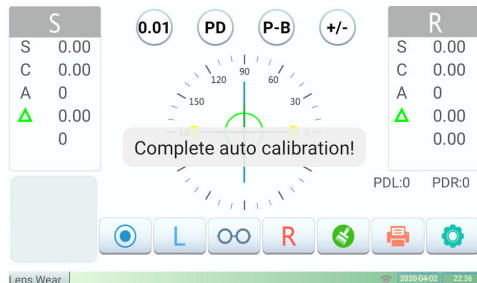 S
0.01 PD P-B +/-
R
S 0.00
C 0.00
A 0
0.00
0
S 0.00
C 0.00
A 0
0.00
0.00
120 90 60
150 30
Complete auto calibration!
PDL:0 PDR:0
L R
Lens Wear
2020-04-02 22:36